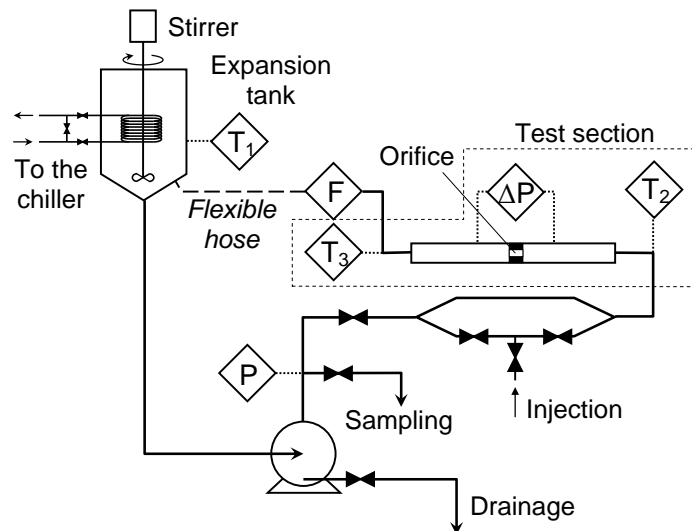 Stirrer
Expansion
tank
T1
To the
chiller
Flexible
hose
F
Test section
Orifice
ΔP
T2
T3
P
Sampling
Injection
Drainage